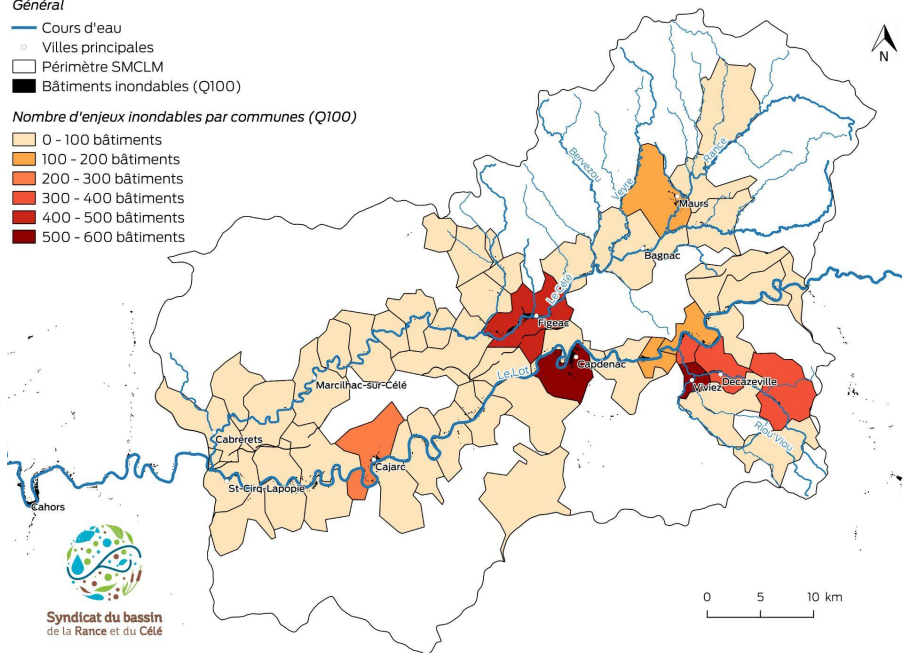 Général
Cours d'eau
Villes principales
Périmètre SMCLM
Bâtiments inondables (Q100)
Nombre d'enjeux inondables par communes (Q100)
0 - 100 bâtiments
100 - 200 bâtiments
200 - 300 bâtiments
300 - 400 bâtiments
400 - 500 bâtiments
500 - 600 bâtiments
N
Bervezou
Veyre
Rance
Maurs
Bagnac
Le Célé
Figeac
Capdenac
Le Lot
Marcilhac-sur-Célé
Viviez
Decazeville
Riou Viou
Cabrerets
Cajarc
St-Cirq-Lapopie
Cahors
Syndicat du bassin
de la Rance et du Célé
0 5 10 km